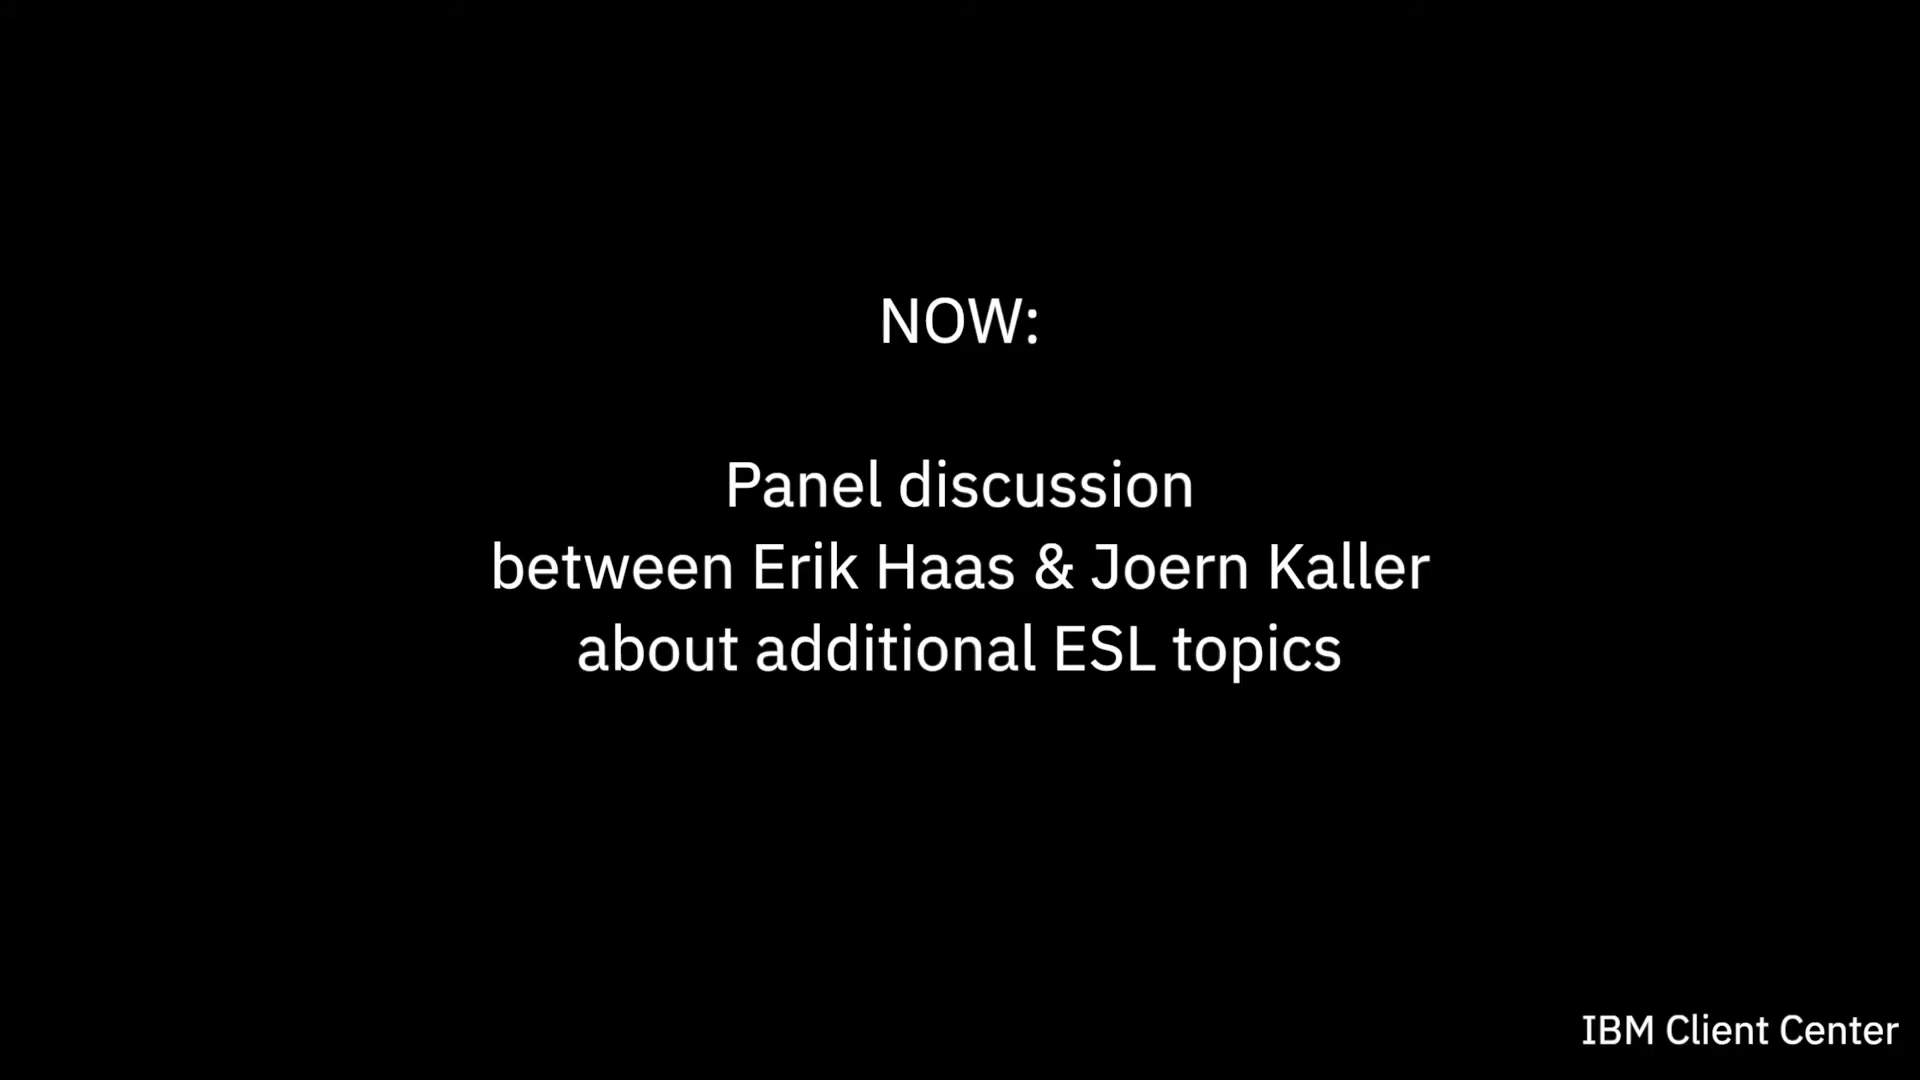 NOW:
Panel discussion
between Erik Haas & Joern Kaller
about additional ESL topics
IBM Client Center